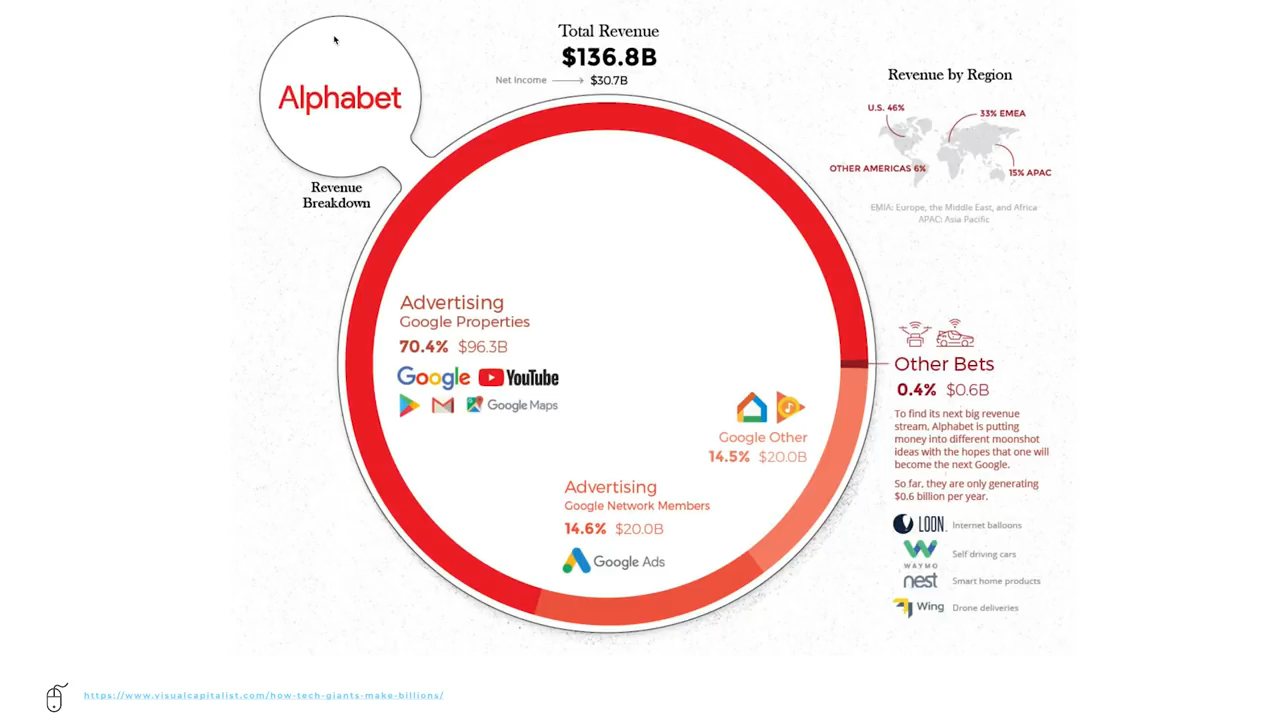 Alphabet
Revenue
Breakdown
Total Revenue
$136.8B
Net Income
$30.7B
Revenue by Region
U.S. 46%
33% EMEA
OTHER AMERICAS 6%
15% APAC
EMIA: Europe, the Middle East, and Africa
APAC: Asia Pacific
Advertising
Google Properties
70.4% $96.3B
Google YouTube
Google Maps
Google Other
14.5% $20.0B
Advertising
Google Network Members
14.6% $20.0B
Google Ads
Other Bets
0.4% $0.6B
To find its next big revenue
stream, Alphabet is putting
money into different moonshot
ideas with the hopes that one will
become the next Google.
So far, they are only generating
$0.6 billion per year.
LOON Internet balloons
WAYMO Self driving cars
nest Smart home products
Wing Drone deliveries
https://www.visualcapitalist.com/how-tech-giants-make-billions/